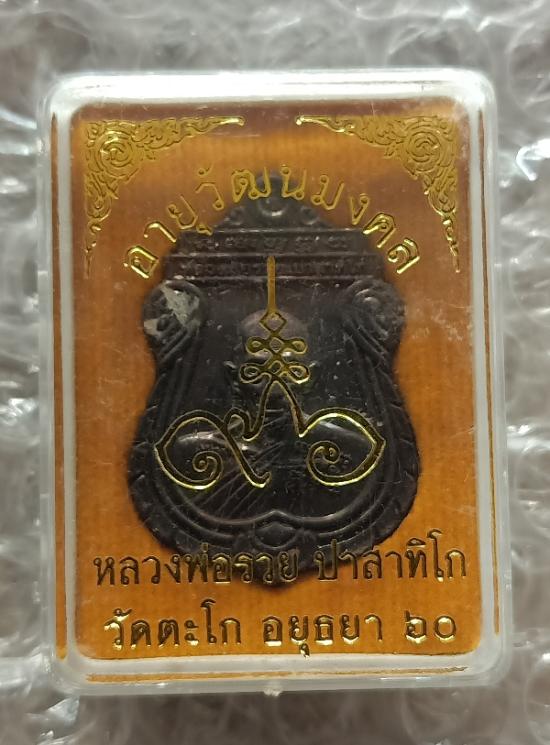 อายุวัฒนมงคล
หลวงพ่อรวย ปาสาทิโก
วัดตะโก อยุธยา ๖๐